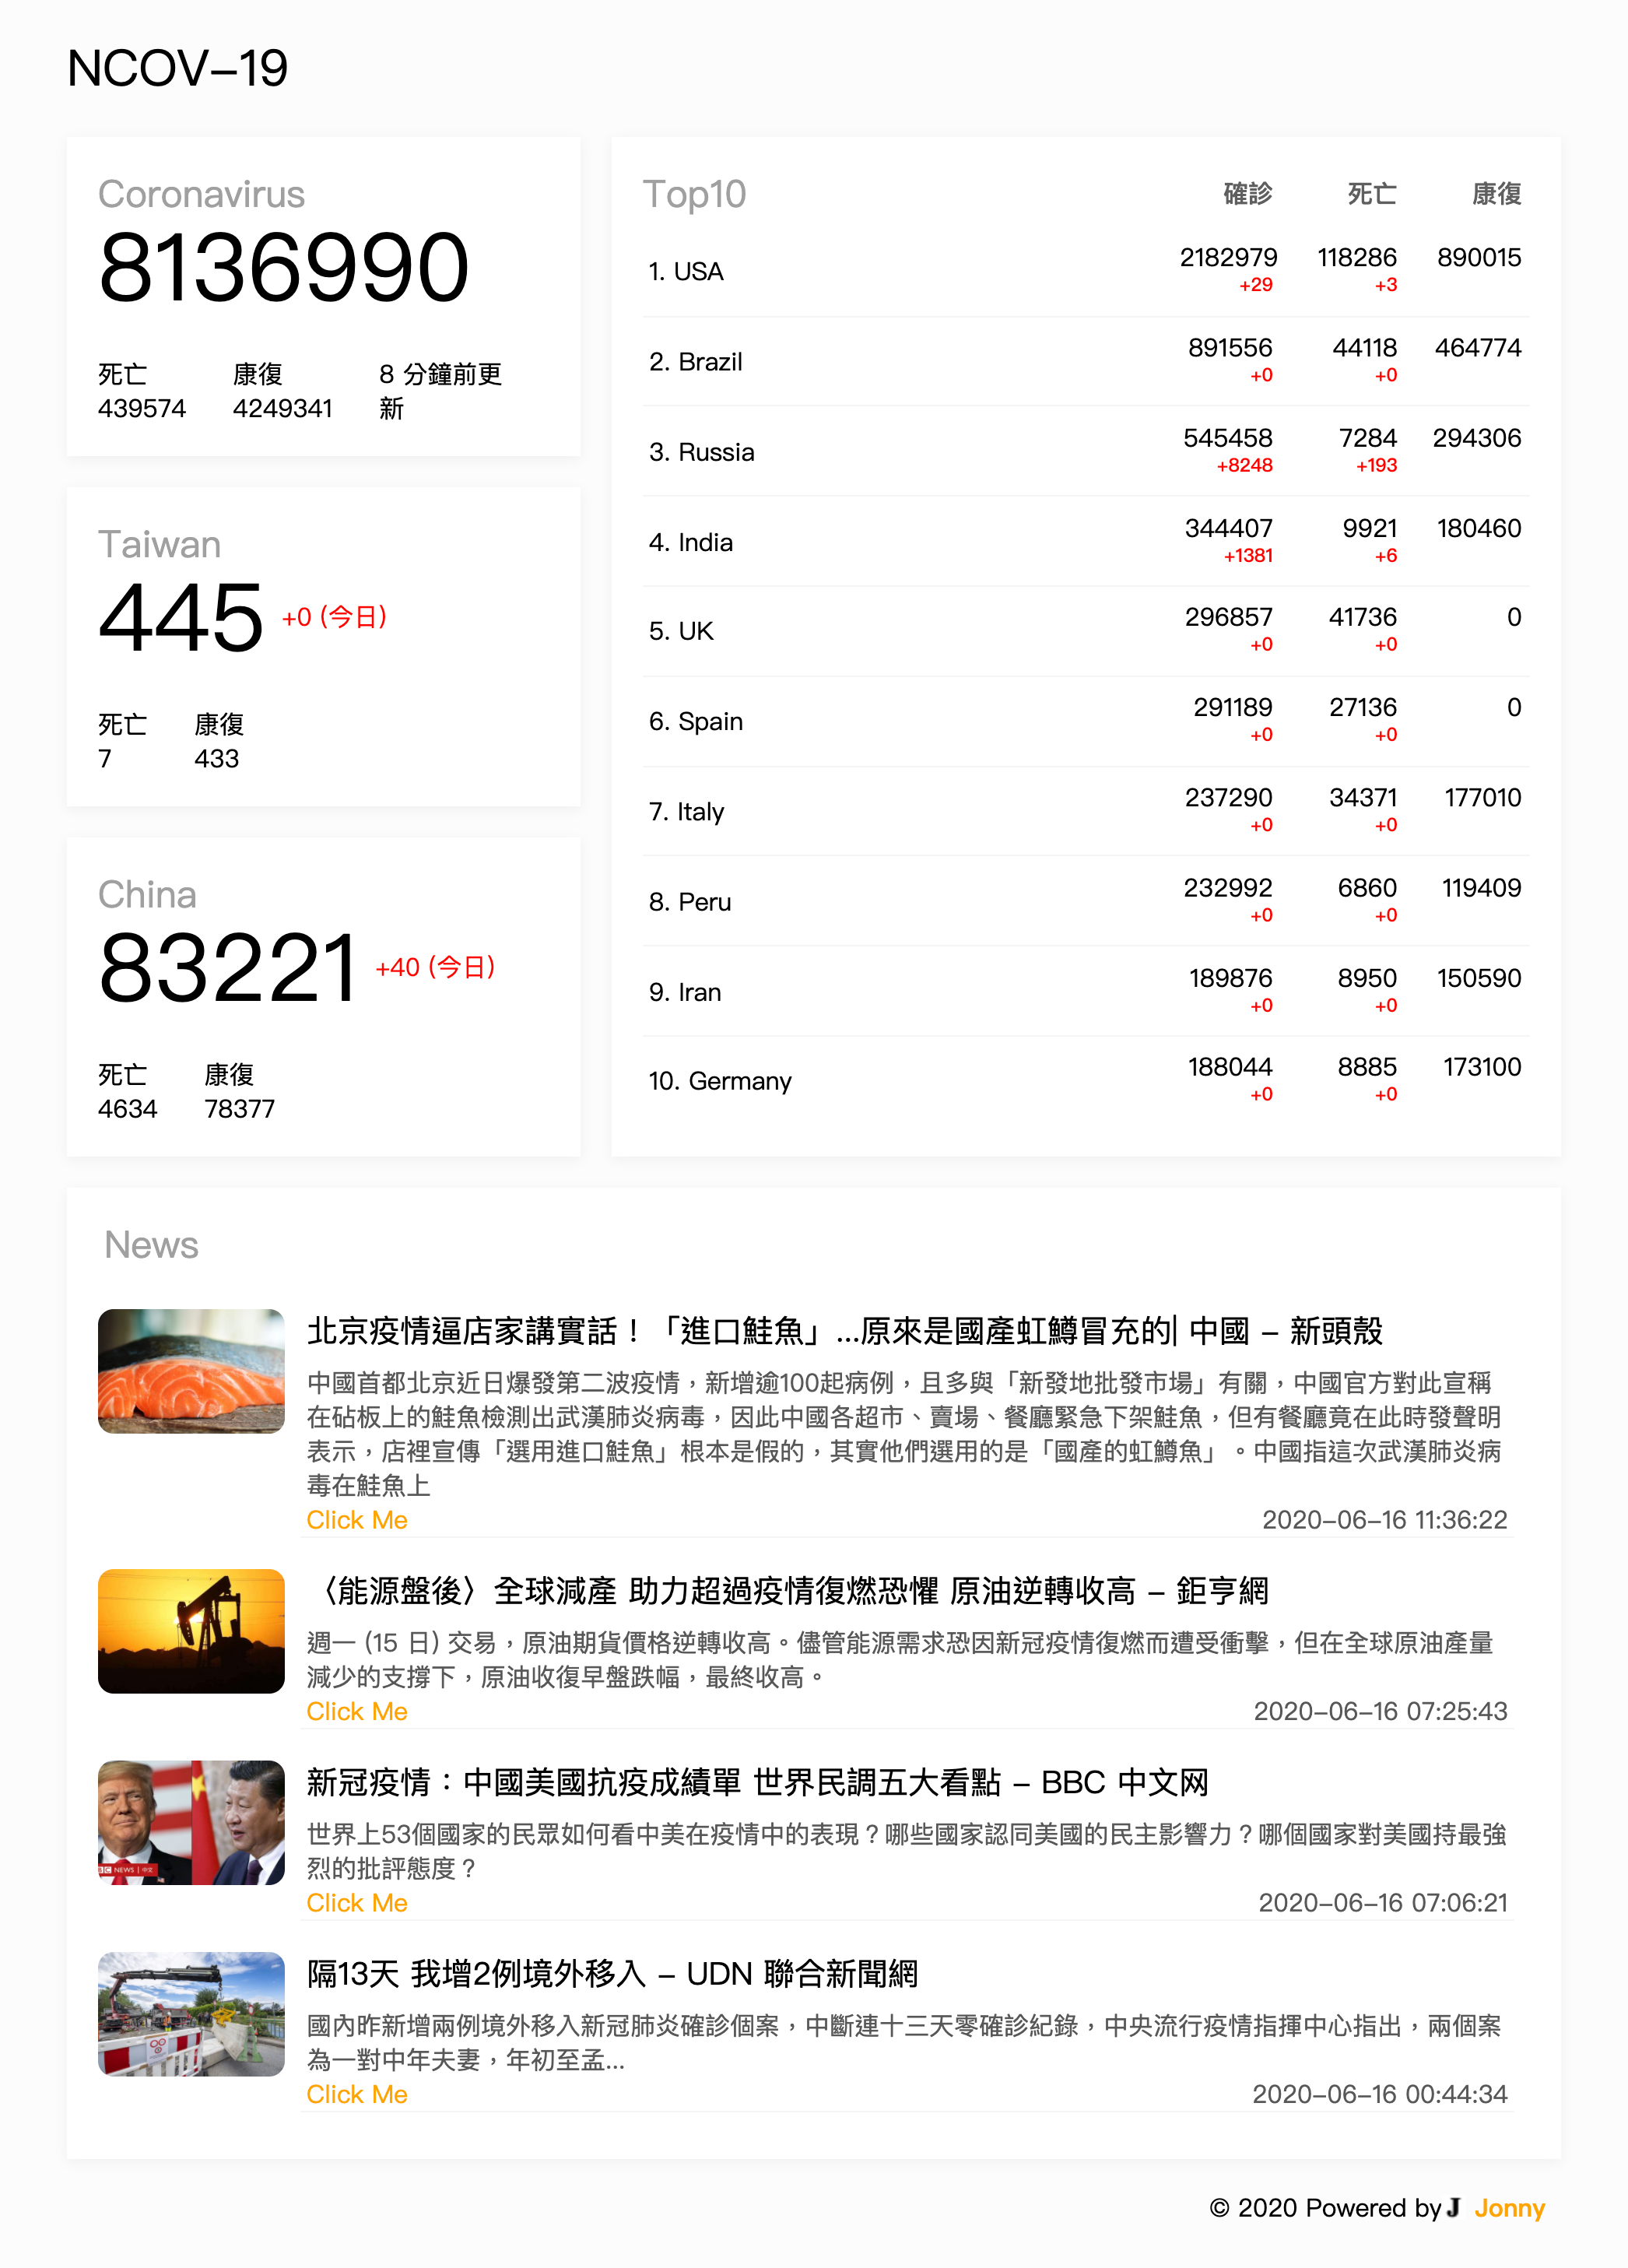 NCOV-19
Coronavirus
8136990
死亡 康復 8 分鐘前更
439574 4249341 新
Taiwan
445 +0 (今日)
死亡 康復
7 433
China
83221 +40 (今日)
死亡 康復
4634 78377
Top10 確診 死亡 康復
1. USA 2182979 118286 890015
+29 +3
2. Brazil 891556 44118 464774
+0 +0
3. Russia 545458 7284 294306
+8248 +193
4. India 344407 9921 180460
+1381 +6
5. UK 296857 41736 0
+0 +0
6. Spain 291189 27136 0
+0 +0
7. Italy 237290 34371 177010
+0 +0
8. Peru 232992 6860 119409
+0 +0
9. Iran 189876 8950 150590
+0 +0
10. Germany 188044 8885 173100
+0 +0
News
北京疫情逼店家講實話！「進口鮭魚」...原來是國產虹鱒冒充的| 中國 - 新頭殼
中國首都北京近日爆發第二波疫情，新增逾100起病例，且多與「新發地批發市場」有關，中國官方對此宣稱
在砧板上的鮭魚檢測出武漢肺炎病毒，因此中國各超市、賣場、餐廳緊急下架鮭魚，但有餐廳竟在此時發聲明
表示，店裡宣傳「選用進口鮭魚」根本是假的，其實他們選用的是「國產的虹鱒魚」。中國指這次武漢肺炎病
毒在鮭魚上
Click Me 2020-06-16 11:36:22
〈能源盤後〉全球減產 助力超過疫情復燃恐懼 原油逆轉收高 - 鉅亨網
週一 (15 日) 交易，原油期貨價格逆轉收高。儘管能源需求恐因新冠疫情復燃而遭受衝擊，但在全球原油產量
減少的支撐下，原油收復早盤跌幅，最終收高。
Click Me 2020-06-16 07:25:43
BBC NEWS | 中文
新冠疫情：中國美國抗疫成績單 世界民調五大看點 - BBC 中文网
世界上53個國家的民眾如何看中美在疫情中的表現？哪些國家認同美國的民主影響力？哪個國家對美國持最強
烈的批評態度？
Click Me 2020-06-16 07:06:21
隔13天 我增2例境外移入 - UDN 聯合新聞網
國內昨新增兩例境外移入新冠肺炎確診個案，中斷連十三天零確診紀錄，中央流行疫情指揮中心指出，兩個案
為一對中年夫妻，年初至孟...
Click Me 2020-06-16 00:44:34
© 2020 Powered by J Jonny